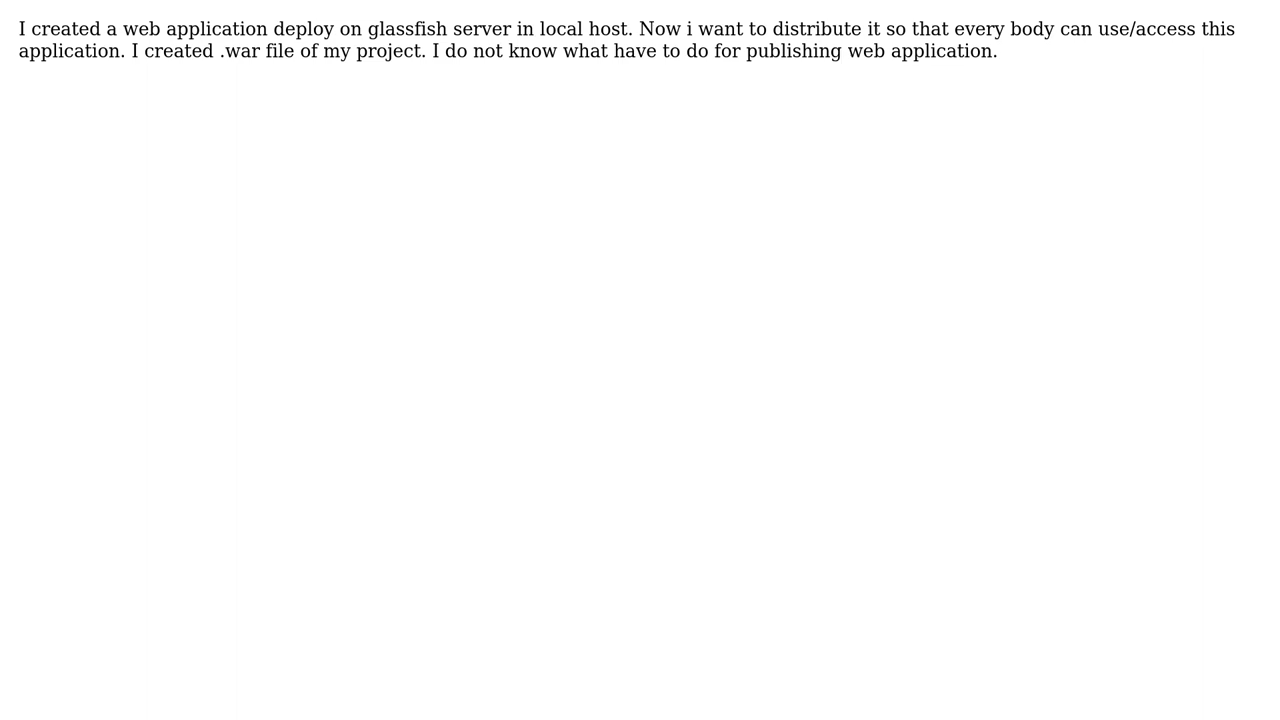 I created a web application deploy on glassfish server in local host. Now i want to distribute it so that every body can use/access this
application. I created .war file of my project. I do not know what have to do for publishing web application.